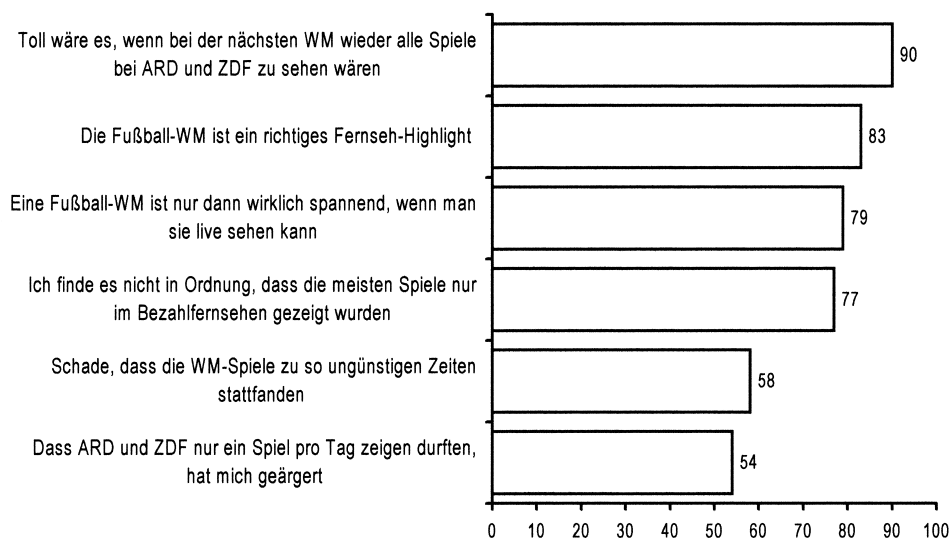 Toll wäre es, wenn bei der nächsten WM wieder alle Spiele
bei ARD und ZDF zu sehen wären
90
Die Fußball-WM ist ein richtiges Fernseh-Highlight
83
Eine Fußball-WM ist nur dann wirklich spannend, wenn man
sie live sehen kann
79
Ich finde es nicht in Ordnung, dass die meisten Spiele nur
im Bezahlfernsehen gezeigt wurden
77
Schade, dass die WM-Spiele zu so ungünstigen Zeiten
stattfanden
58
Dass ARD und ZDF nur ein Spiel pro Tag zeigen durften,
hat mich geärgert
54
0 10 20 30 40 50 60 70 80 90 100